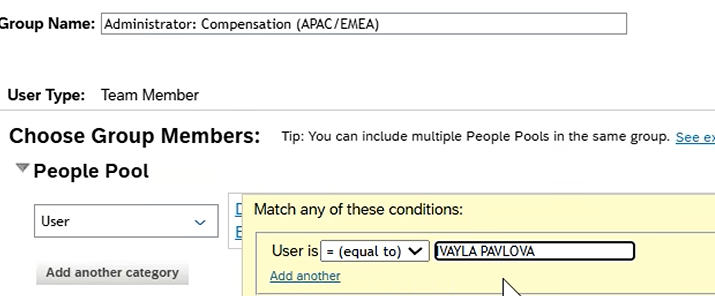 Group Name: Administrator: Compensation (APAC/EMEA)
User Type: Team Member
Choose Group Members: Tip: You can include multiple People Pools in the same group. See
People Pool
User
Match any of these conditions:
User is = (equal to) IVAYLA PAVLOVA
Add another category
Add another